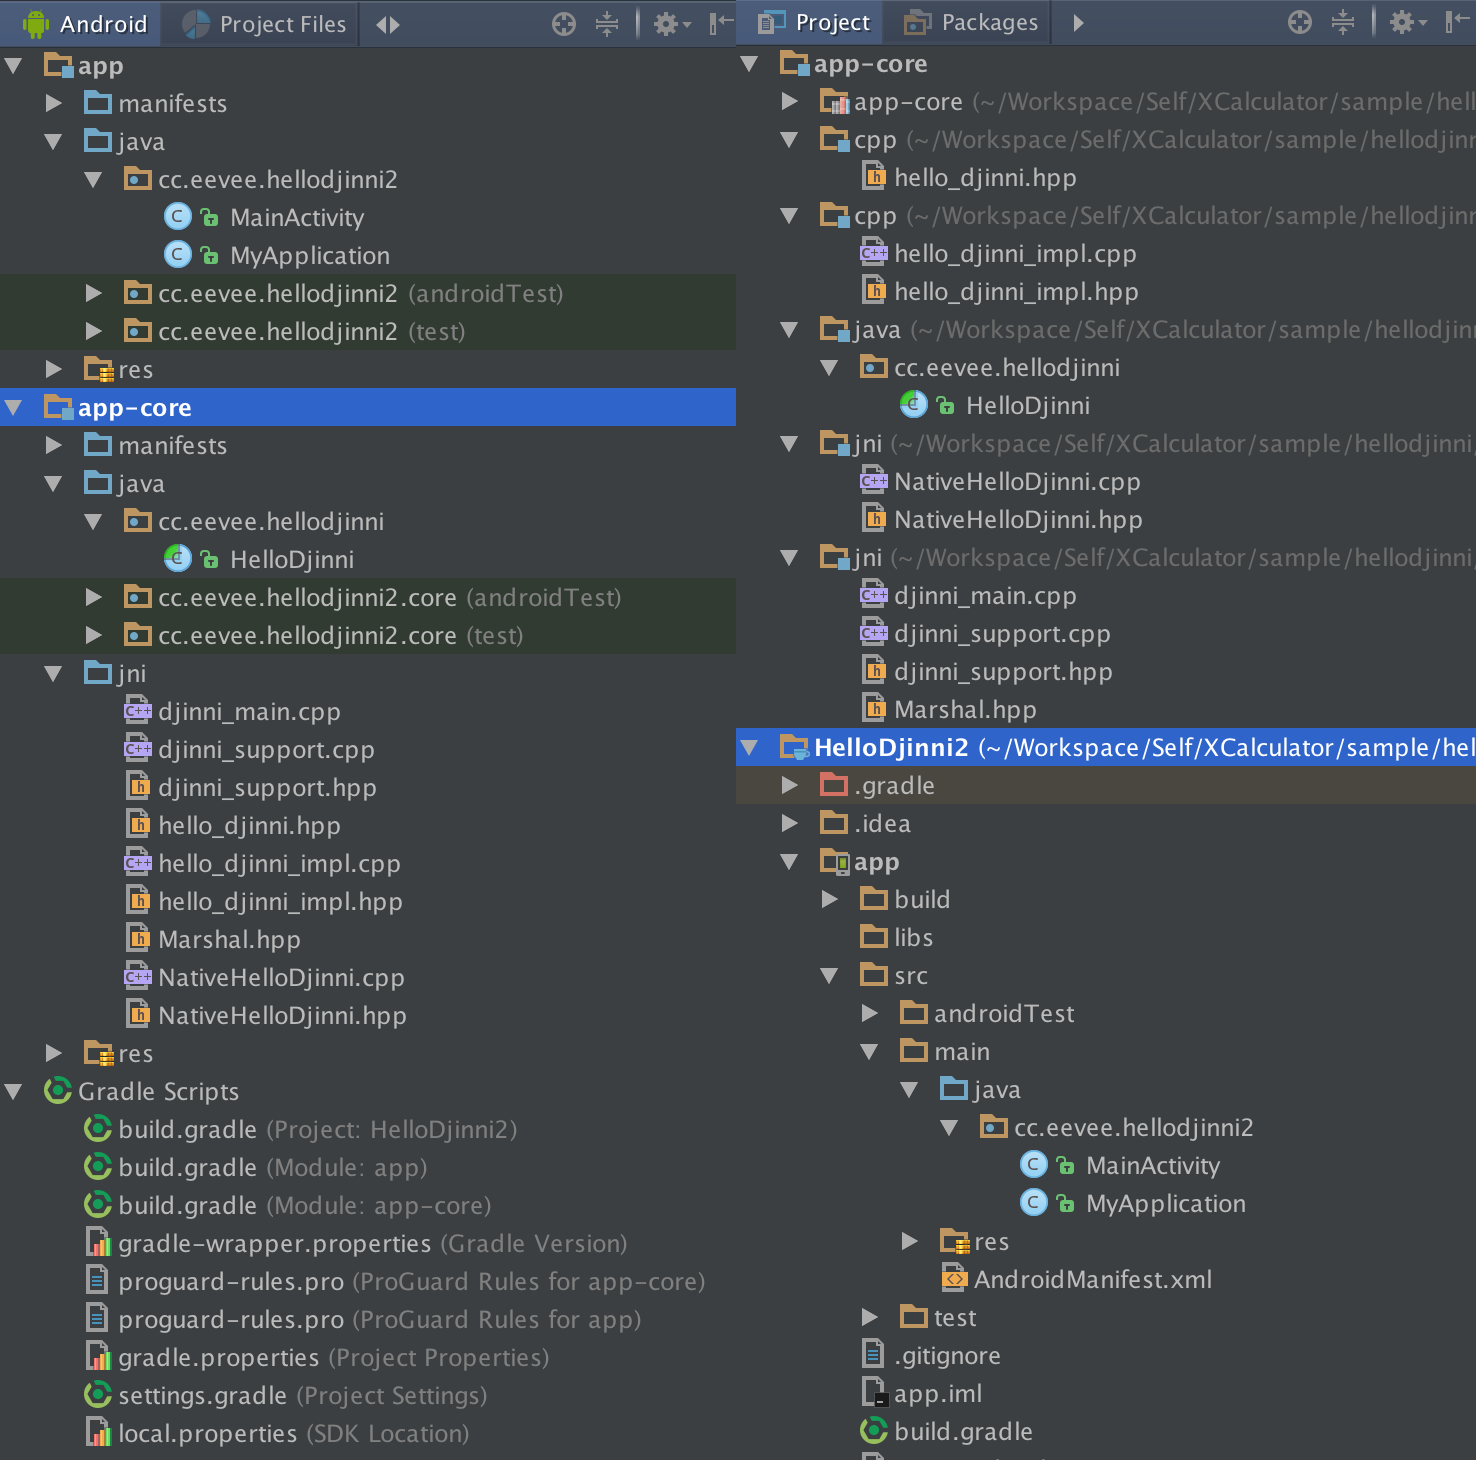 Android
Project Files
app
manifests
java
cc.eevee.hellodjinni2
MainActivity
MyApplication
cc.eevee.hellodjinni2 (androidTest)
cc.eevee.hellodjinni2 (test)
res
app-core
manifests
java
cc.eevee.hellodjinni
HelloDjinni
cc.eevee.hellodjinni2.core (androidTest)
cc.eevee.hellodjinni2.core (test)
jni
djinni_main.cpp
djinni_support.cpp
djinni_support.hpp
hello_djinni.hpp
hello_djinni_impl.cpp
hello_djinni_impl.hpp
Marshal.hpp
NativeHelloDjinni.cpp
NativeHelloDjinni.hpp
res
Gradle Scripts
build.gradle (Project: HelloDjinni2)
build.gradle (Module: app)
build.gradle (Module: app-core)
gradle-wrapper.properties (Gradle Version)
proguard-rules.pro (ProGuard Rules for app-core)
proguard-rules.pro (ProGuard Rules for app)
gradle.properties (Project Properties)
settings.gradle (Project Settings)
local.properties (SDK Location)
Project
Packages
app-core
app-core (~/Workspace/Self/XCalculator/sample/hell
cpp (~/Workspace/Self/XCalculator/sample/hellodjinn
hello_djinni.hpp
cpp (~/Workspace/Self/XCalculator/sample/hellodjinn
hello_djinni_impl.cpp
hello_djinni_impl.hpp
java (~/Workspace/Self/XCalculator/sample/hellodjinn
cc.eevee.hellodjinni
HelloDjinni
jni (~/Workspace/Self/XCalculator/sample/hellodjinni/
NativeHelloDjinni.cpp
NativeHelloDjinni.hpp
jni (~/Workspace/Self/XCalculator/sample/hellodjinni/
djinni_main.cpp
djinni_support.cpp
djinni_support.hpp
Marshal.hpp
HelloDjinni2 (~/Workspace/Self/XCalculator/sample/hel
.gradle
.idea
app
build
libs
src
androidTest
main
java
cc.eevee.hellodjinni2
MainActivity
MyApplication
res
AndroidManifest.xml
test
.gitignore
app.iml
build.gradle